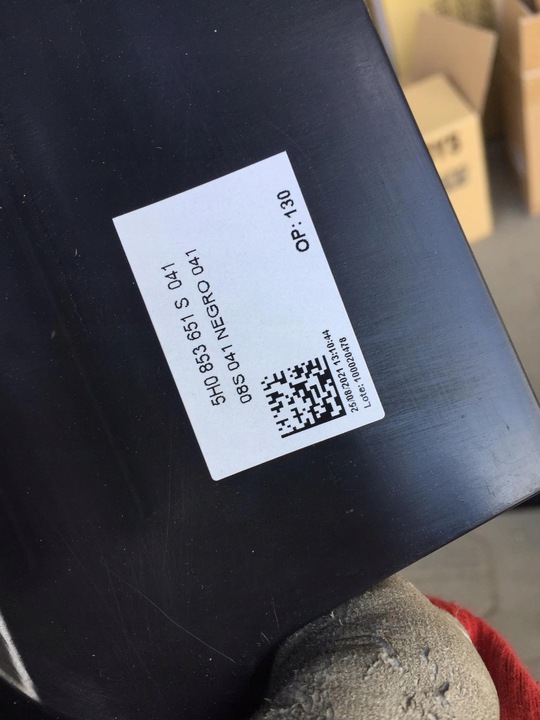 5H0 853 651 S 041
08S 041 NEGRO 041
OP: 130
25/08/2021 13:10:44
Lote: 100020478